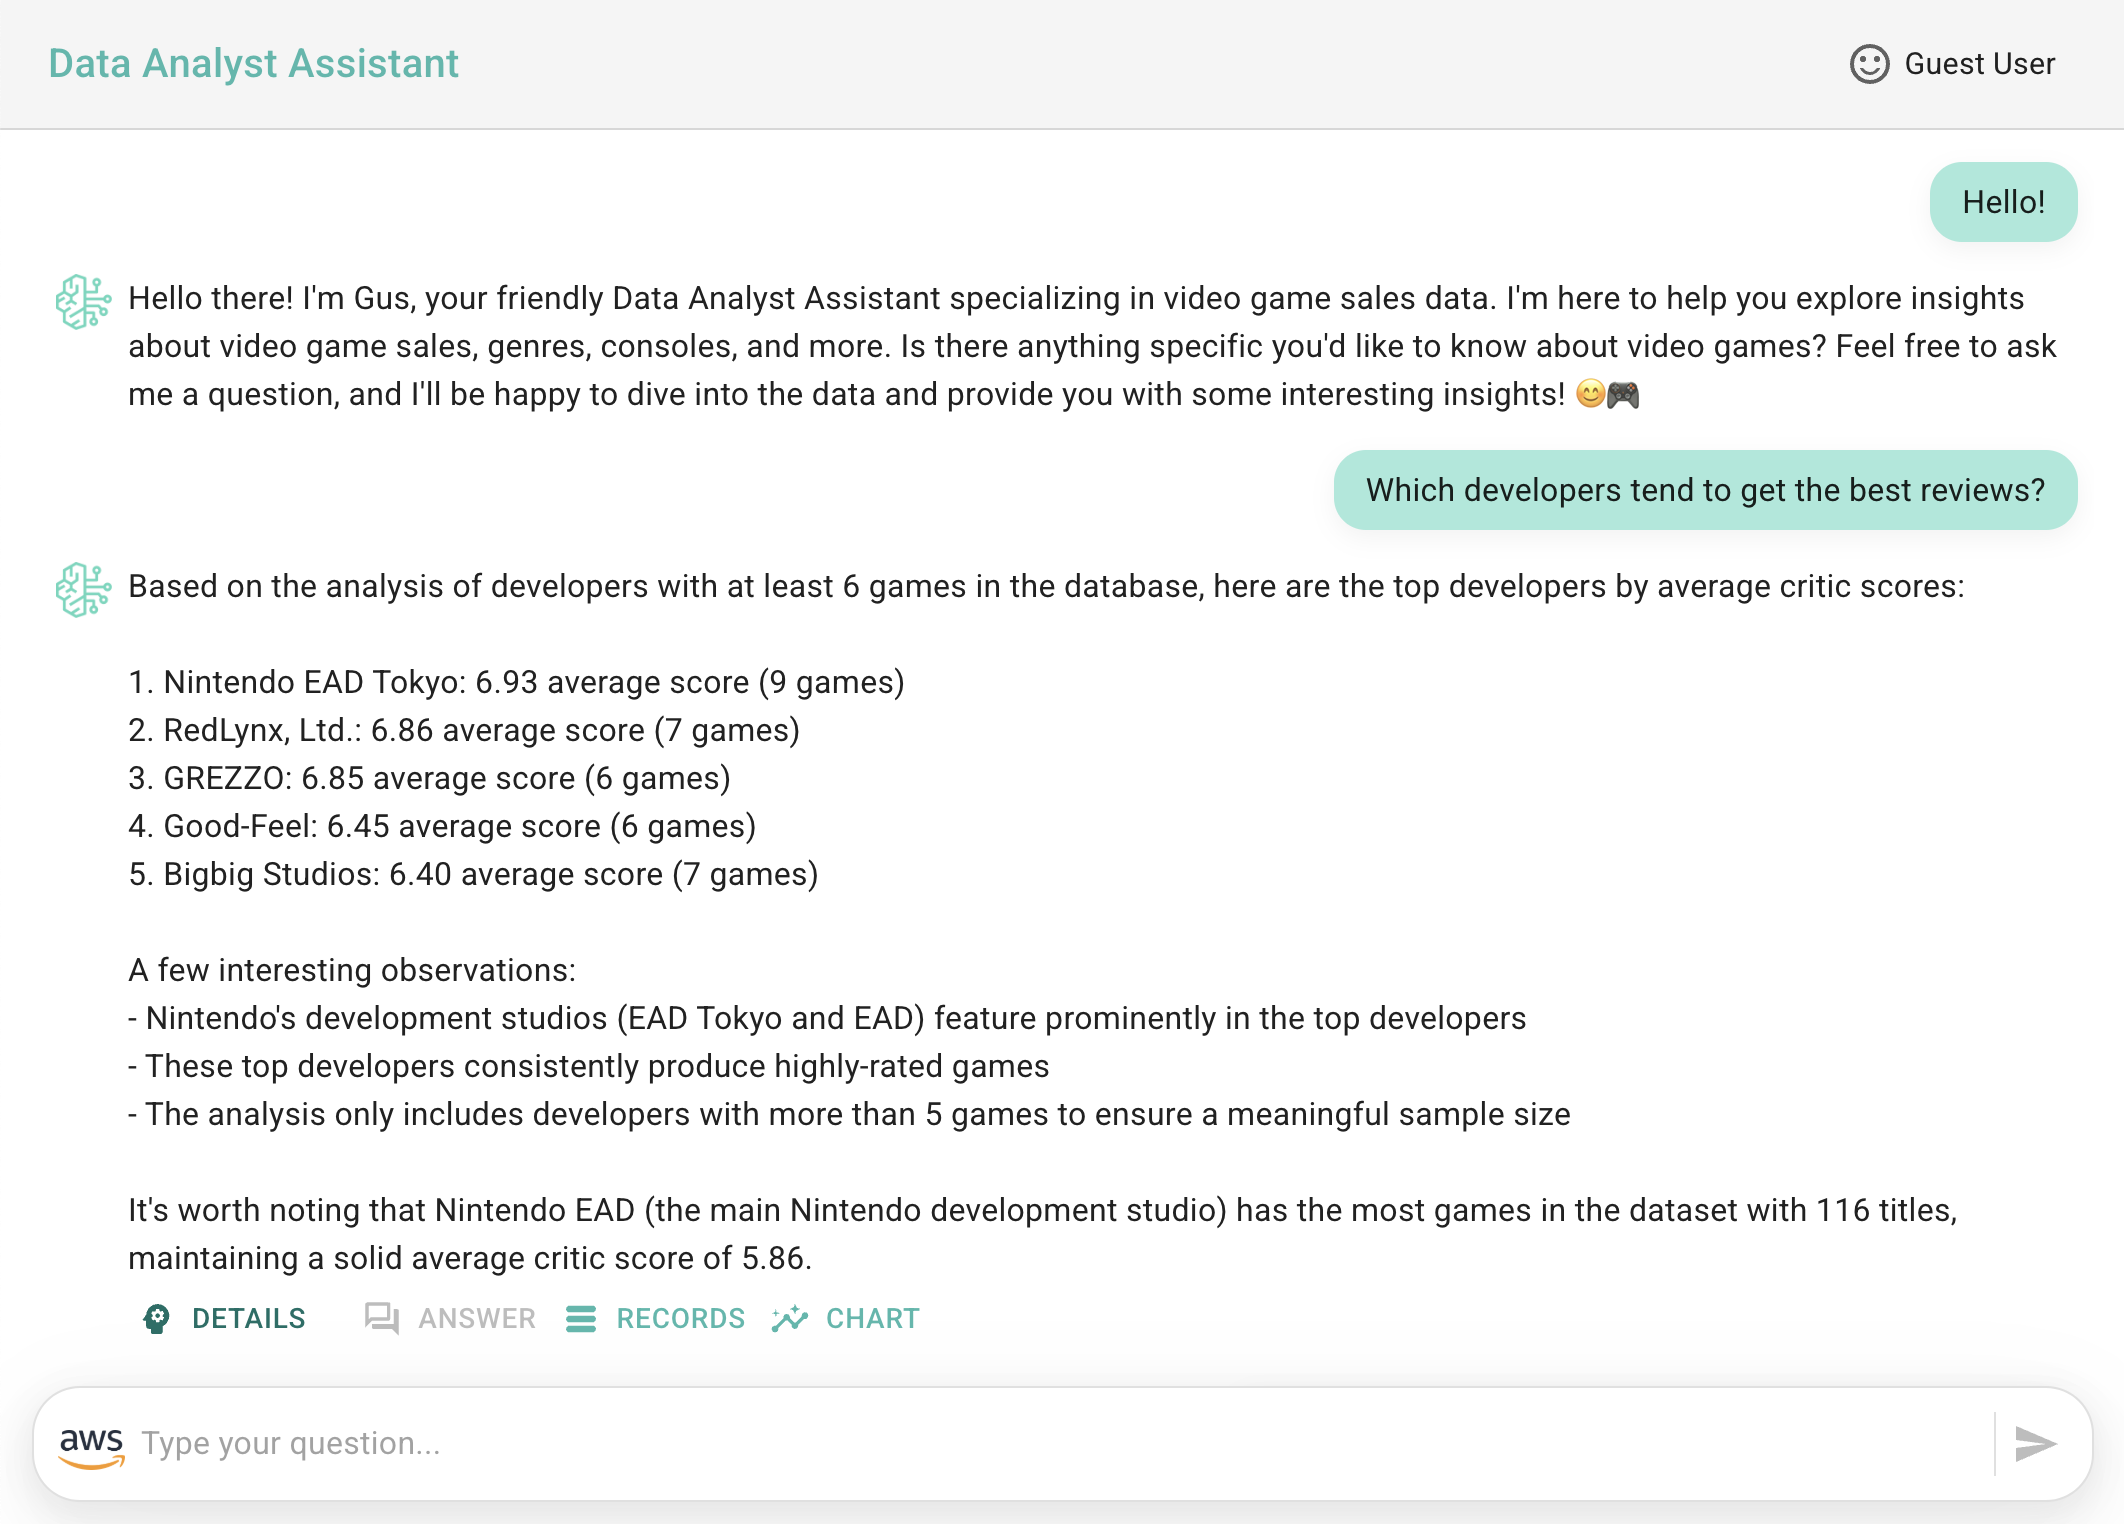 Data Analyst Assistant
Guest User
Hello!
Hello there! I'm Gus, your friendly Data Analyst Assistant specializing in video game sales data. I'm here to help you explore insights
about video game sales, genres, consoles, and more. Is there anything specific you'd like to know about video games? Feel free to ask
me a question, and I'll be happy to dive into the data and provide you with some interesting insights! 😊🎮
Which developers tend to get the best reviews?
Based on the analysis of developers with at least 6 games in the database, here are the top developers by average critic scores:
1. Nintendo EAD Tokyo: 6.93 average score (9 games)
2. RedLynx, Ltd.: 6.86 average score (7 games)
3. GREZZO: 6.85 average score (6 games)
4. Good-Feel: 6.45 average score (6 games)
5. Bigbig Studios: 6.40 average score (7 games)
A few interesting observations:
- Nintendo's development studios (EAD Tokyo and EAD) feature prominently in the top developers
- These top developers consistently produce highly-rated games
- The analysis only includes developers with more than 5 games to ensure a meaningful sample size
It's worth noting that Nintendo EAD (the main Nintendo development studio) has the most games in the dataset with 116 titles,
maintaining a solid average critic score of 5.86.
DETAILS ANSWER RECORDS CHART
aws Type your question...